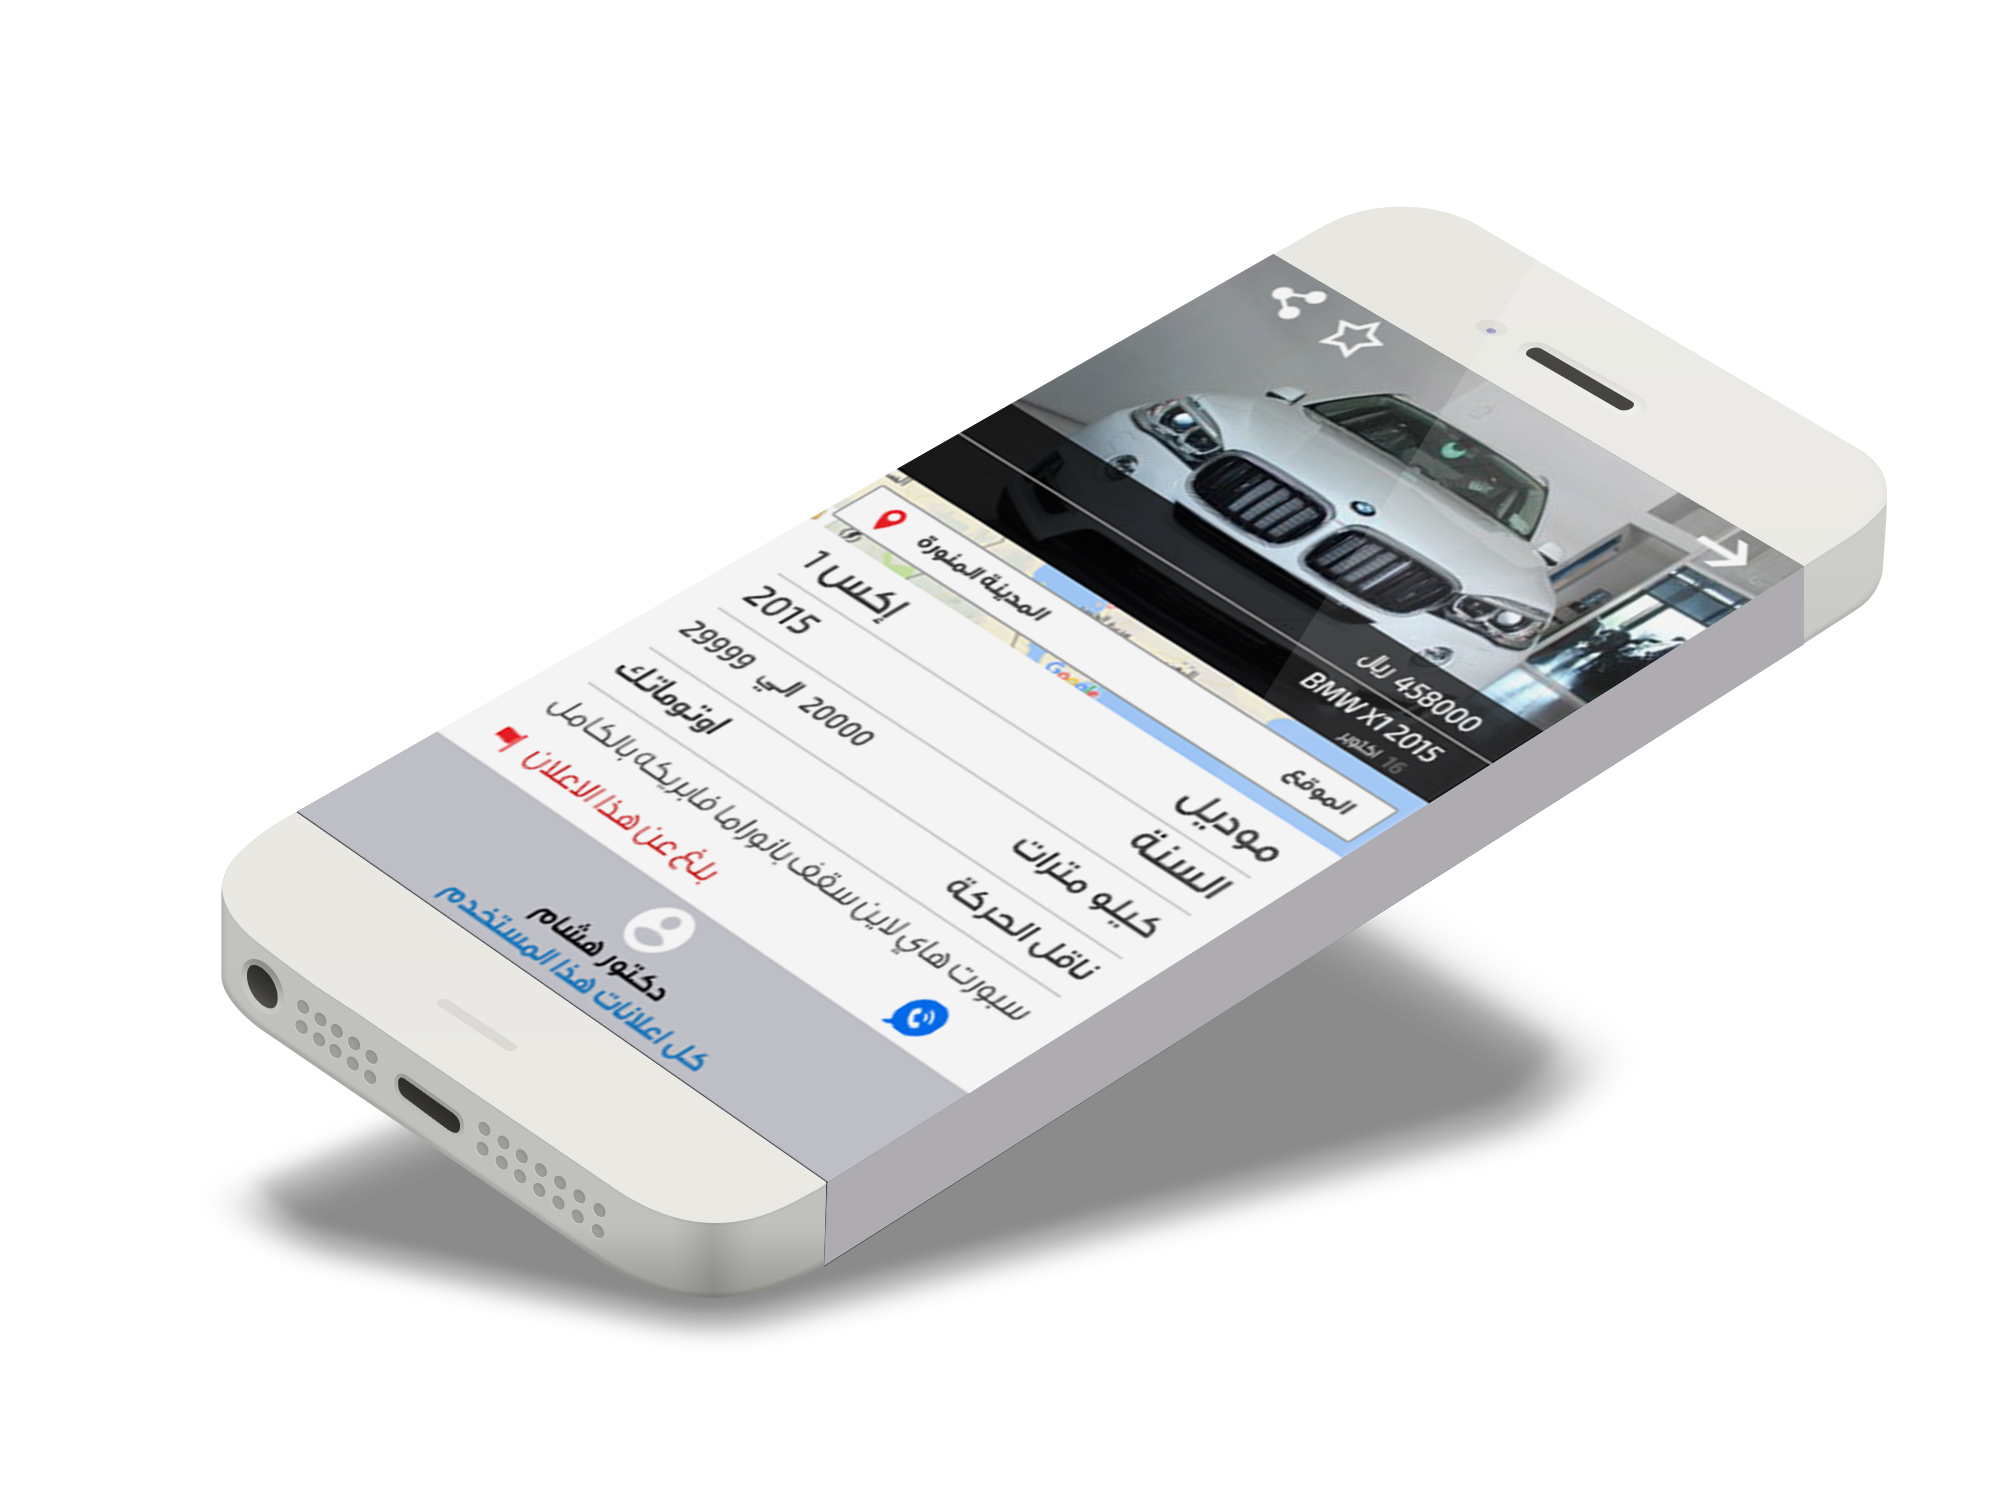 458000 ريال
BMW X1 2015
16 اكتوبر
الموقع المدينة المنورة
Google
موديل إكس 1
السنة 2015
كيلو مترات 20000 الي 29999
ناقل الحركة اوتوماتك
سبورت هاي لاين سقف بانوراما فابريكه بالكامل
بلغ عن هذا الاعلان
دكتور هشام
كل اعلانات هذا المستخدم